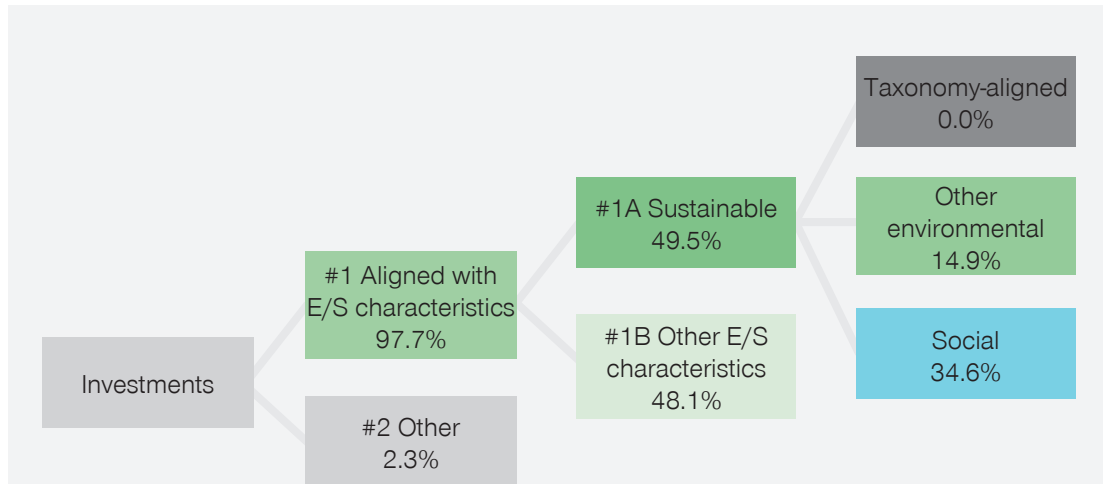 Investments
#1 Aligned with
E/S characteristics
97.7%
#2 Other
2.3%
#1A Sustainable
49.5%
#1B Other E/S
characteristics
48.1%
Taxonomy-aligned
0.0%
Other
environmental
14.9%
Social
34.6%